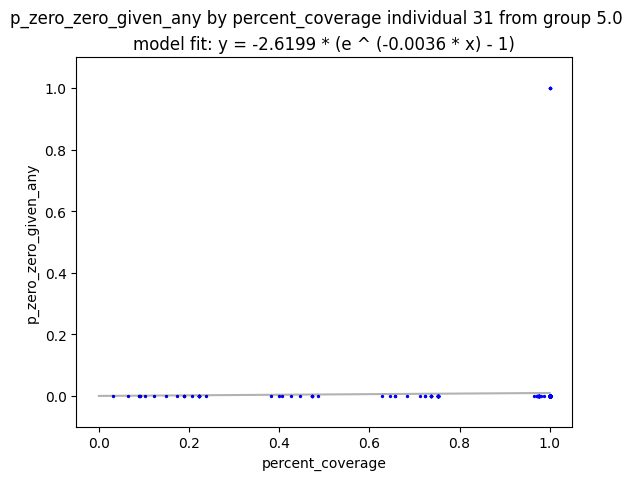 p_zero_zero_given_any by percent_coverage individual 31 from group 5.0
model fit: y = -2.6199 * (e ^ (-0.0036 * x) - 1)
1.0
0.8
0.6
0.4
0.2
0.0
p_zero_zero_given_any
0.0 0.2 0.4 0.6 0.8 1.0
percent_coverage